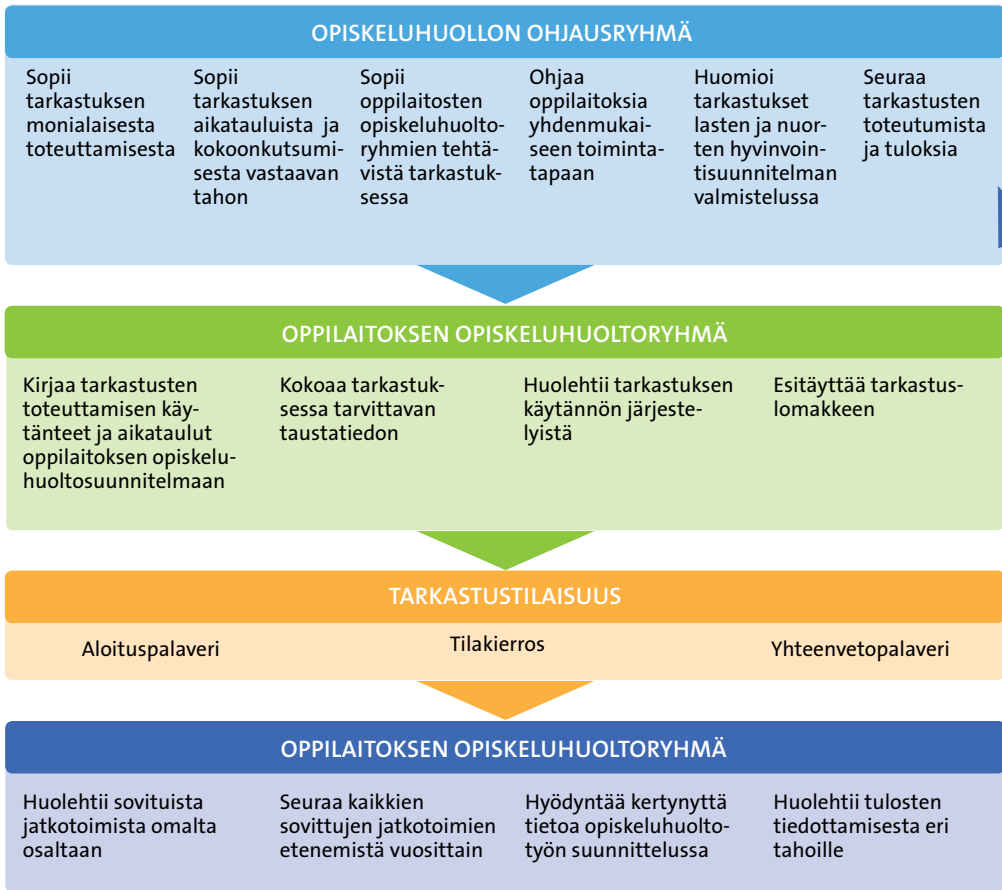 OPISKELUHUOLLON OHJAUSRYHMÄ
Sopii
tarkastuksen
monialaisesta
toteuttamisesta
Sopii
tarkastuksen
aikatauluista ja
kokoonkutsumi-
sesta vastaavan
tahon
Sopii
oppilaitosten
opiskeluhuolto-
ryhmien tehtä-
vistä tarkastuk-
sessa
Ohjaa
oppilaitoksia
yhdenmukai-
seen toiminta-
tapaan
Huomioi
tarkastukset
lasten ja nuor-
ten hyvinvoin-
tisuunnitelman
valmistelussa
Seuraa
tarkastusten
toteutumista
ja tuloksia
OPPILAITOKSEN OPISKELUHUOLTORYHMÄ
Kirjaa tarkastusten
toteuttamisen käy-
tänteet ja aikataulut
oppilaitoksen opiskelu-
huoltosuunnitelmaan
Kokoaa tarkastuk-
sessa tarvittavan
taustatiedon
Huolehtii tarkastuksen
käytännön järjeste-
lyistä
Esitäyttää tarkastus-
lomakkeen
TARKASTUSTILAISUUS
Aloituspalaveri
Tilakierros
Yhteenvetopalaveri
OPPILAITOKSEN OPISKELUHUOLTORYHMÄ
Huolehtii sovituista
jatkotoimista omalta
osaltaan
Seuraa kaikkien
sovittujen jatkotoimien
etenemistä vuosittain
Hyödyntää kertynyttä
tietoa opiskeluhuolto-
työn suunnittelussa
Huolehtii tulosten
tiedottamisesta eri
tahoille